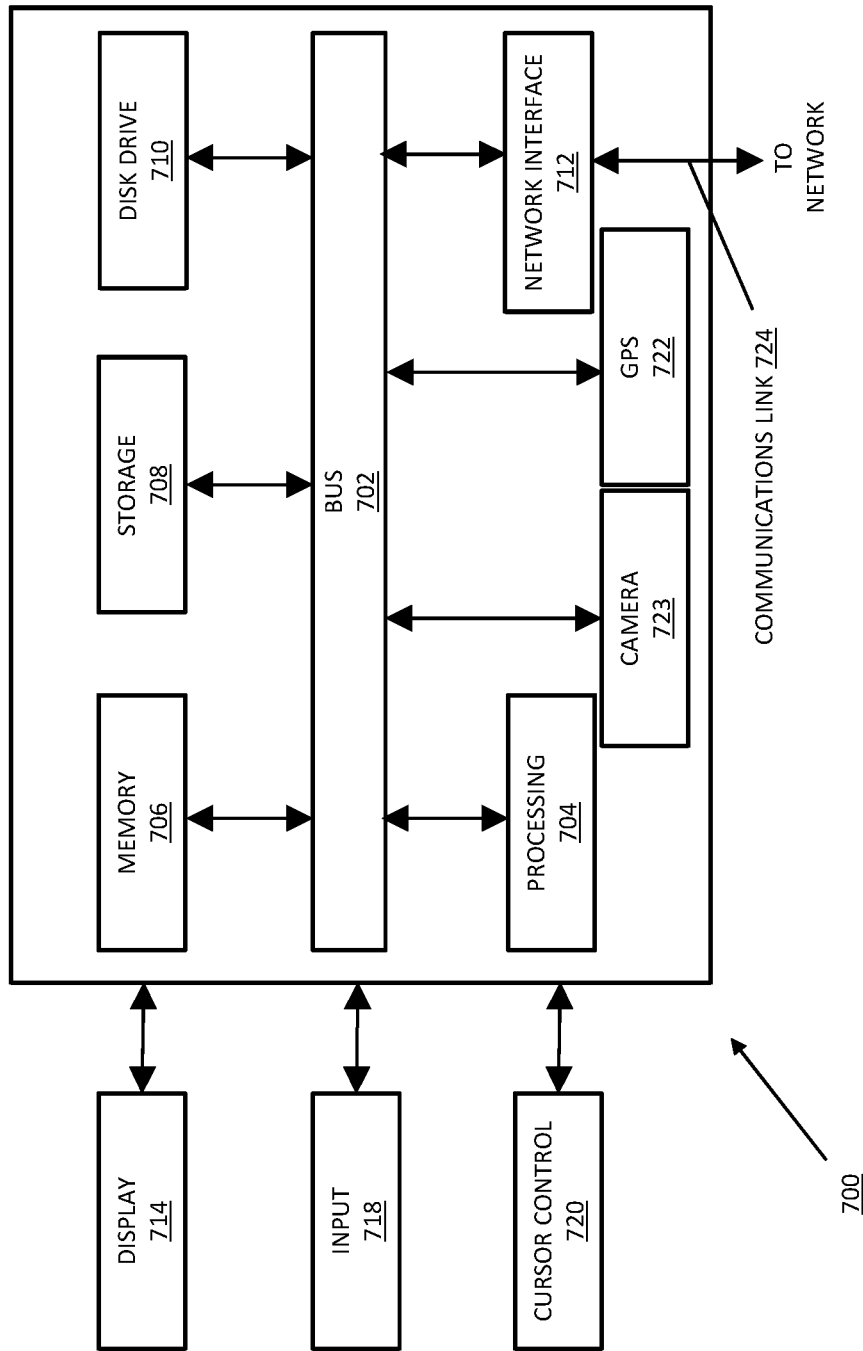 DISPLAY
714
INPUT
718
CURSOR CONTROL
720
700
MEMORY
706
STORAGE
708
DISK DRIVE
710
BUS
702
PROCESSING
704
CAMERA
723
GPS
722
NETWORK INTERFACE
712
COMMUNICATIONS LINK 724
TO
NETWORK